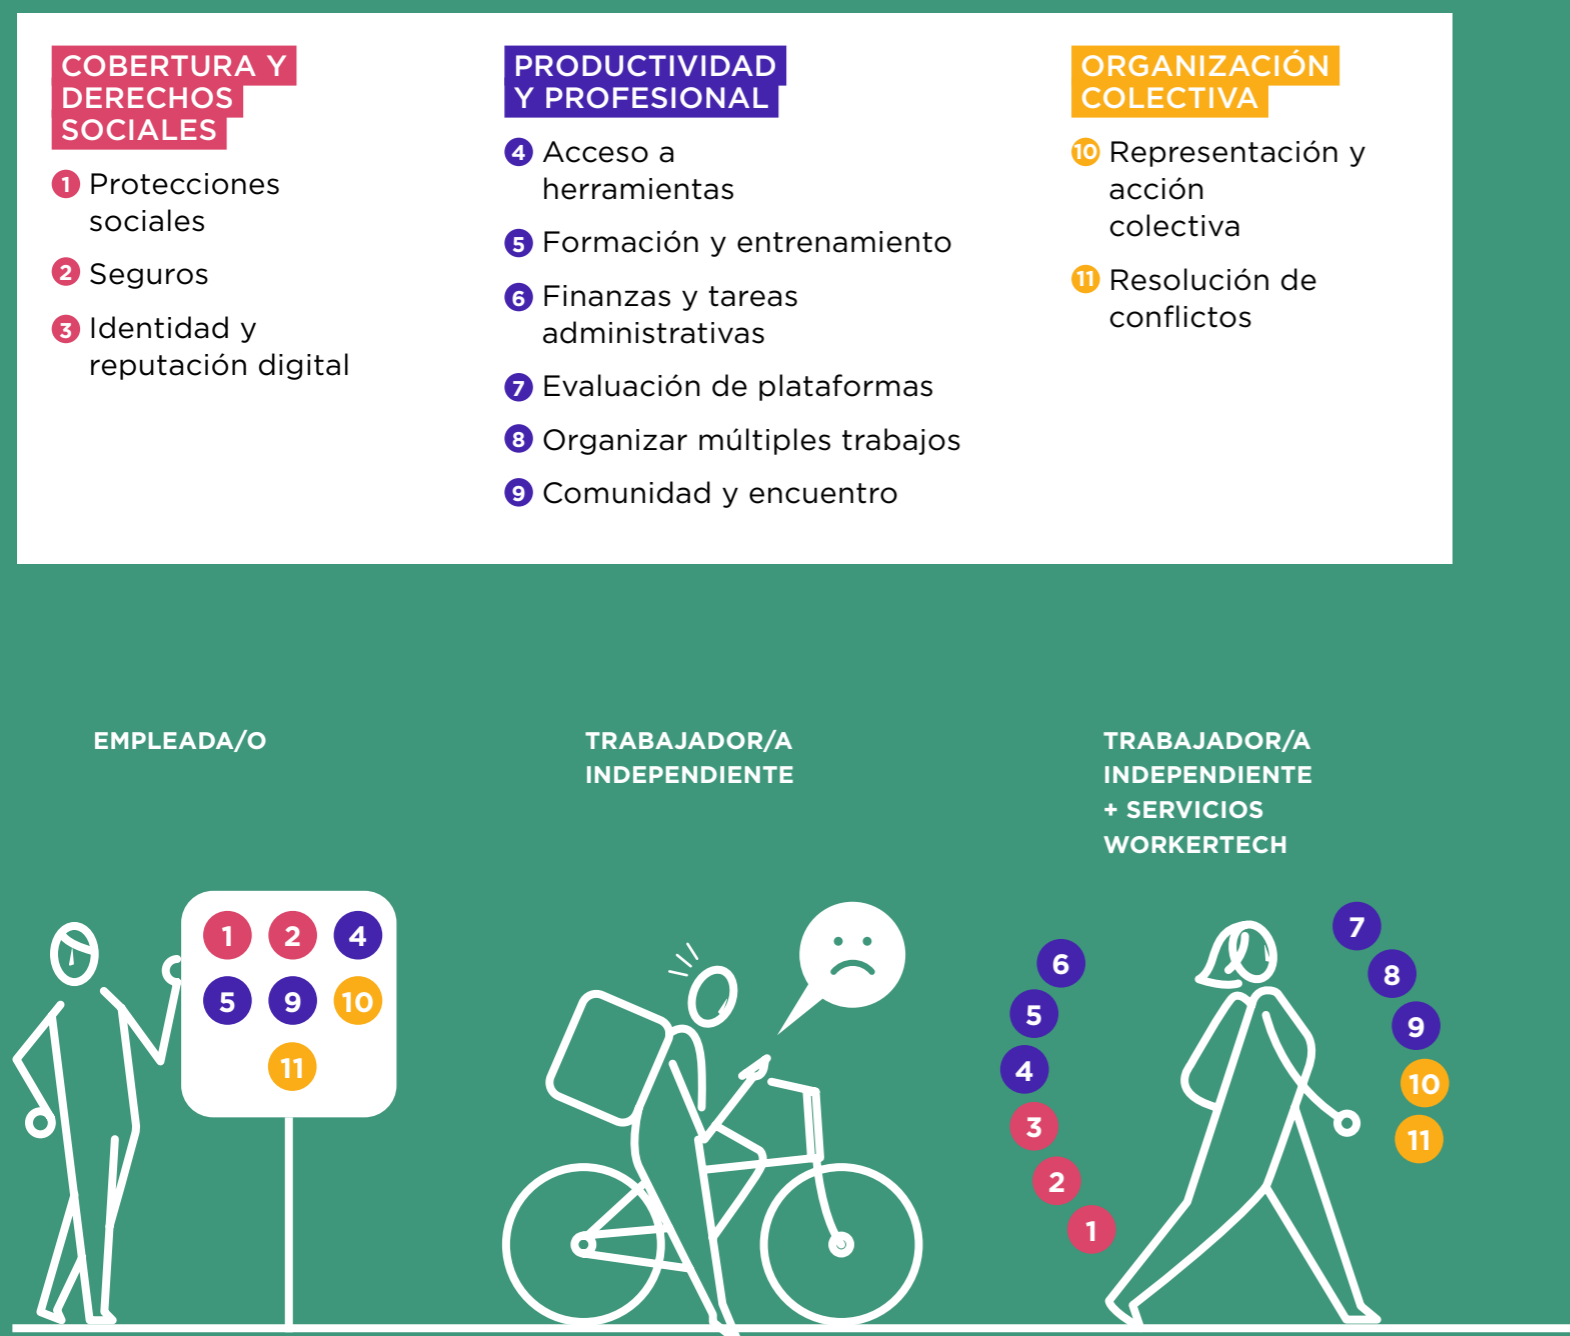 COBERTURA Y
DERECHOS
SOCIALES
1 Protecciones
sociales
2 Seguros
3 Identidad y
reputación digital
PRODUCTIVIDAD
Y PROFESIONAL
4 Acceso a
herramientas
5 Formación y entrenamiento
6 Finanzas y tareas
administrativas
7 Evaluación de plataformas
8 Organizar múltiples trabajos
9 Comunidad y encuentro
ORGANIZACIÓN
COLECTIVA
10 Representación y
acción
colectiva
11 Resolución de
conflictos
EMPLEADA/O
1 2 4
5 9 10
11
TRABAJADOR/A
INDEPENDIENTE
TRABAJADOR/A
INDEPENDIENTE
+ SERVICIOS
WORKERTECH
6
5
4
3
2
1
7
8
9
10
11